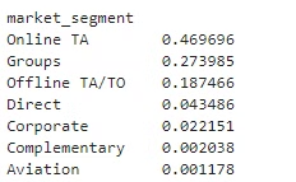 market_segment
Online TA 0.469696
Groups 0.273985
Offline TA/TO 0.187466
Direct 0.043486
Corporate 0.022151
Complementary 0.002038
Aviation 0.001178